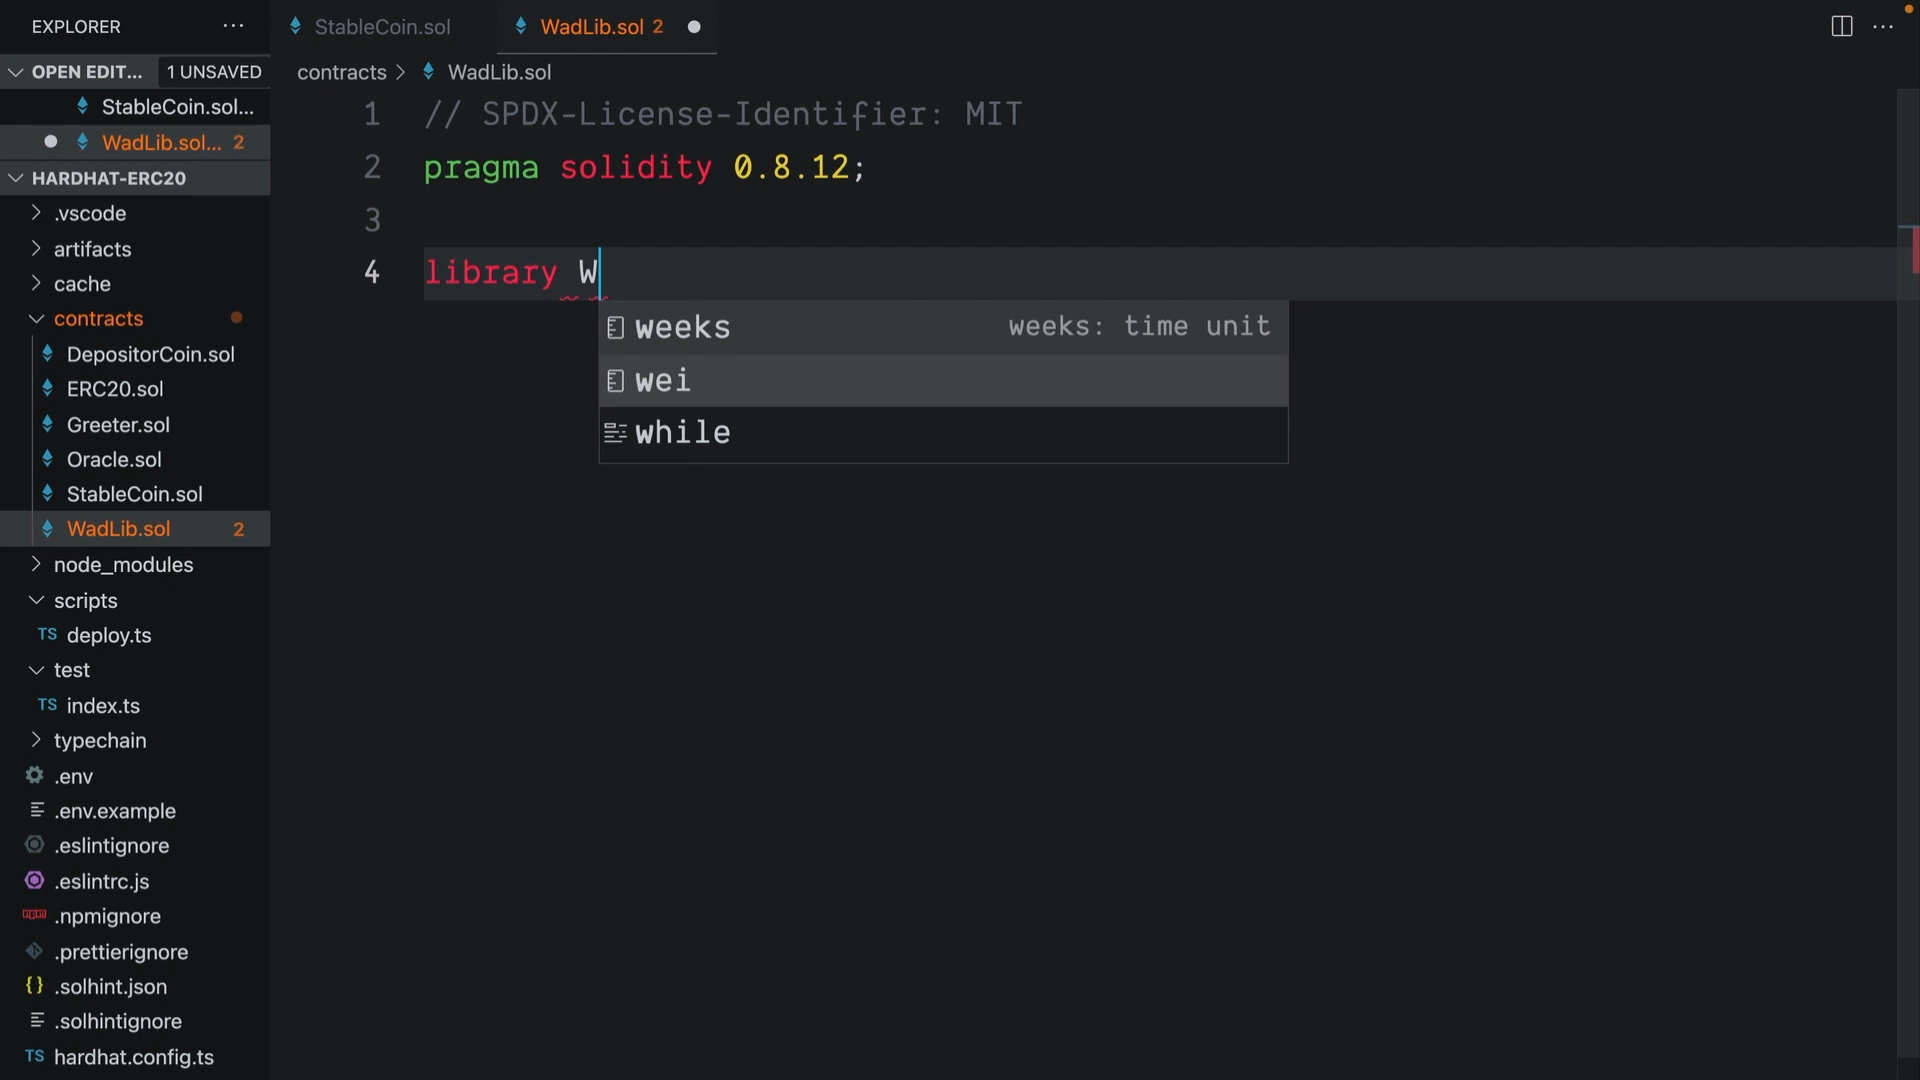 EXPLORER
StableCoin.sol
WadLib.sol 2
OPEN EDIT... 1 UNSAVED
StableCoin.sol...
WadLib.sol... 2
HARDHAT-ERC20
.vscode
artifacts
cache
contracts
DepositorCoin.sol
ERC20.sol
Greeter.sol
Oracle.sol
StableCoin.sol
WadLib.sol 2
node_modules
scripts
TS deploy.ts
test
TS index.ts
typechain
.env
.env.example
.eslintignore
.eslintrc.js
npm .npmignore
.prettierignore
{} .solhint.json
.solhintignore
TS hardhat.config.ts
contracts > WadLib.sol
1 // SPDX-License-Identifier: MIT
2 pragma solidity 0.8.12;
3
4 library W
weeks weeks: time unit
wei
while